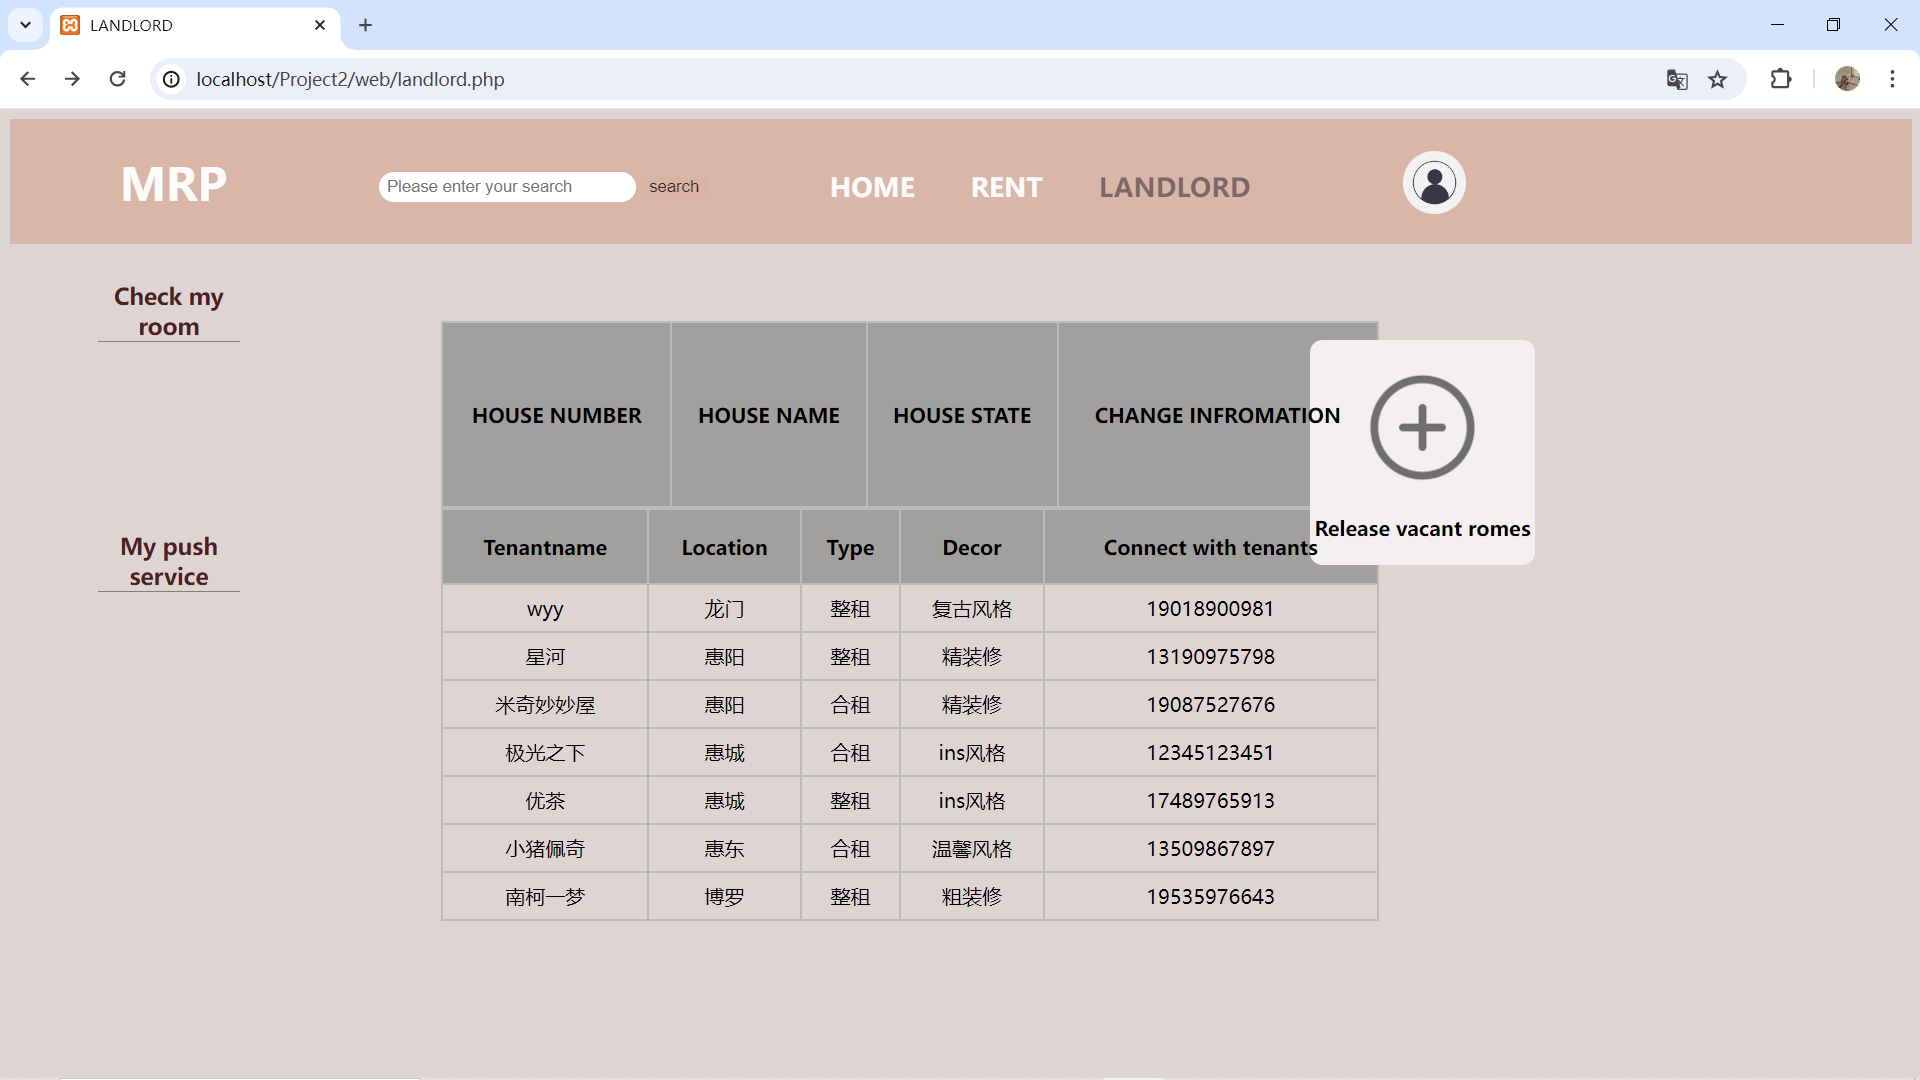 LANDLORD
localhost/Project2/web/landlord.php
MRP
Please enter your search
search
HOME
RENT
LANDLORD
Check my
room
HOUSE NUMBER
HOUSE NAME
HOUSE STATE
CHANGE INFROMATION
Release vacant romes
My push
service
Tenantname
Location
Type
Decor
Connect with tenants
wyy 龙门 整租 复古风格 19018900981
星河 惠阳 整租 精装修 13190975798
米奇妙妙屋 惠阳 合租 精装修 19087527676
极光之下 惠城 合租 ins风格 12345123451
优茶 惠城 整租 ins风格 17489765913
小猪佩奇 惠东 合租 温馨风格 13509867897
南柯一梦 博罗 整租 粗装修 19535976643